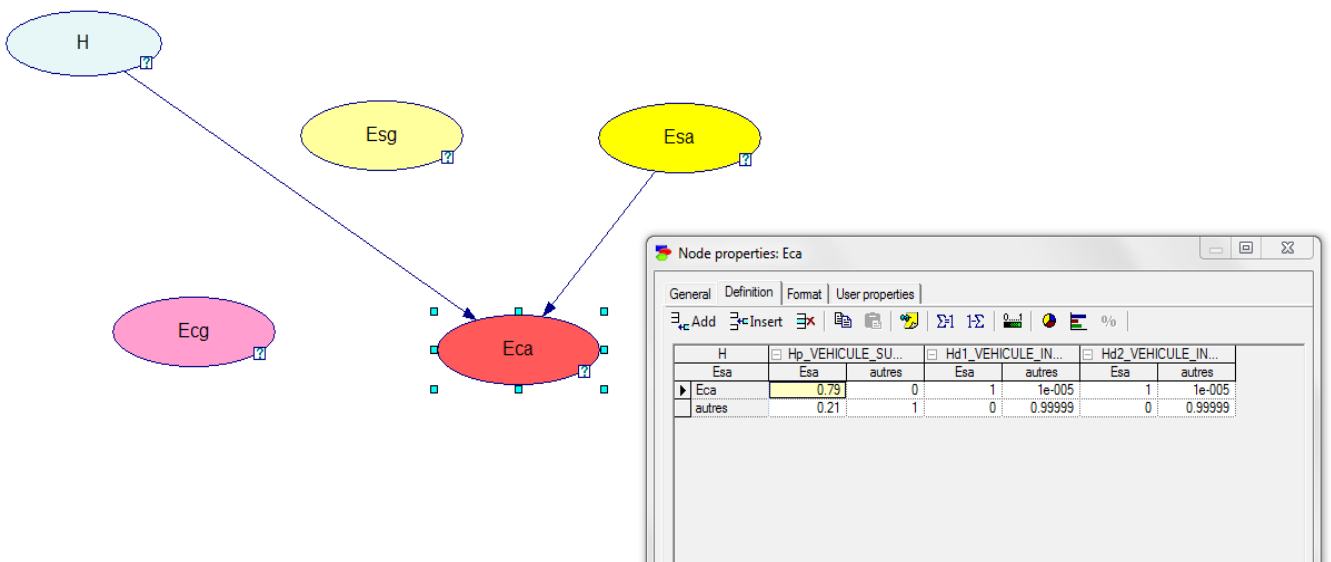 H
?
Esg
?
Esa
?
Ecg
?
Eca
?
Node properties: Eca
General Definition Format User properties
Add Insert Σ=1 1-Σ %
H Hp_VEHICULE_SU... Hd1_VEHICULE_IN... Hd2_VEHICULE_IN...
Esa Esa autres Esa autres Esa autres
Eca 0.79 0 1 1e-005 1 1e-005
autres 0.21 1 0 0.99999 0 0.99999